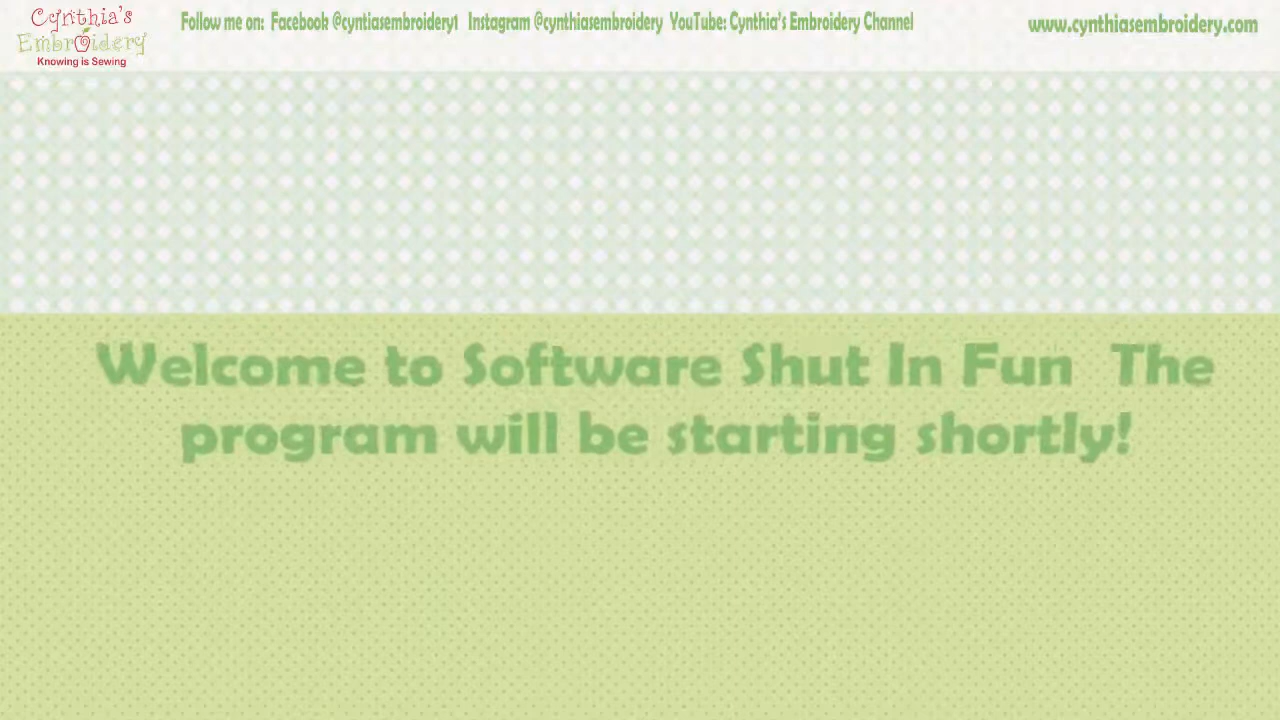 Cynthia's
Embroidery
Knowing is Sewing
Follow me on: Facebook @cyntiasembroidery1 Instagram @cynthiasembroidery YouTube: Cynthia's Embroidery Channel
www.cynthiasembroidery.com
Welcome to Software Shut In Fun The
program will be starting shortly!